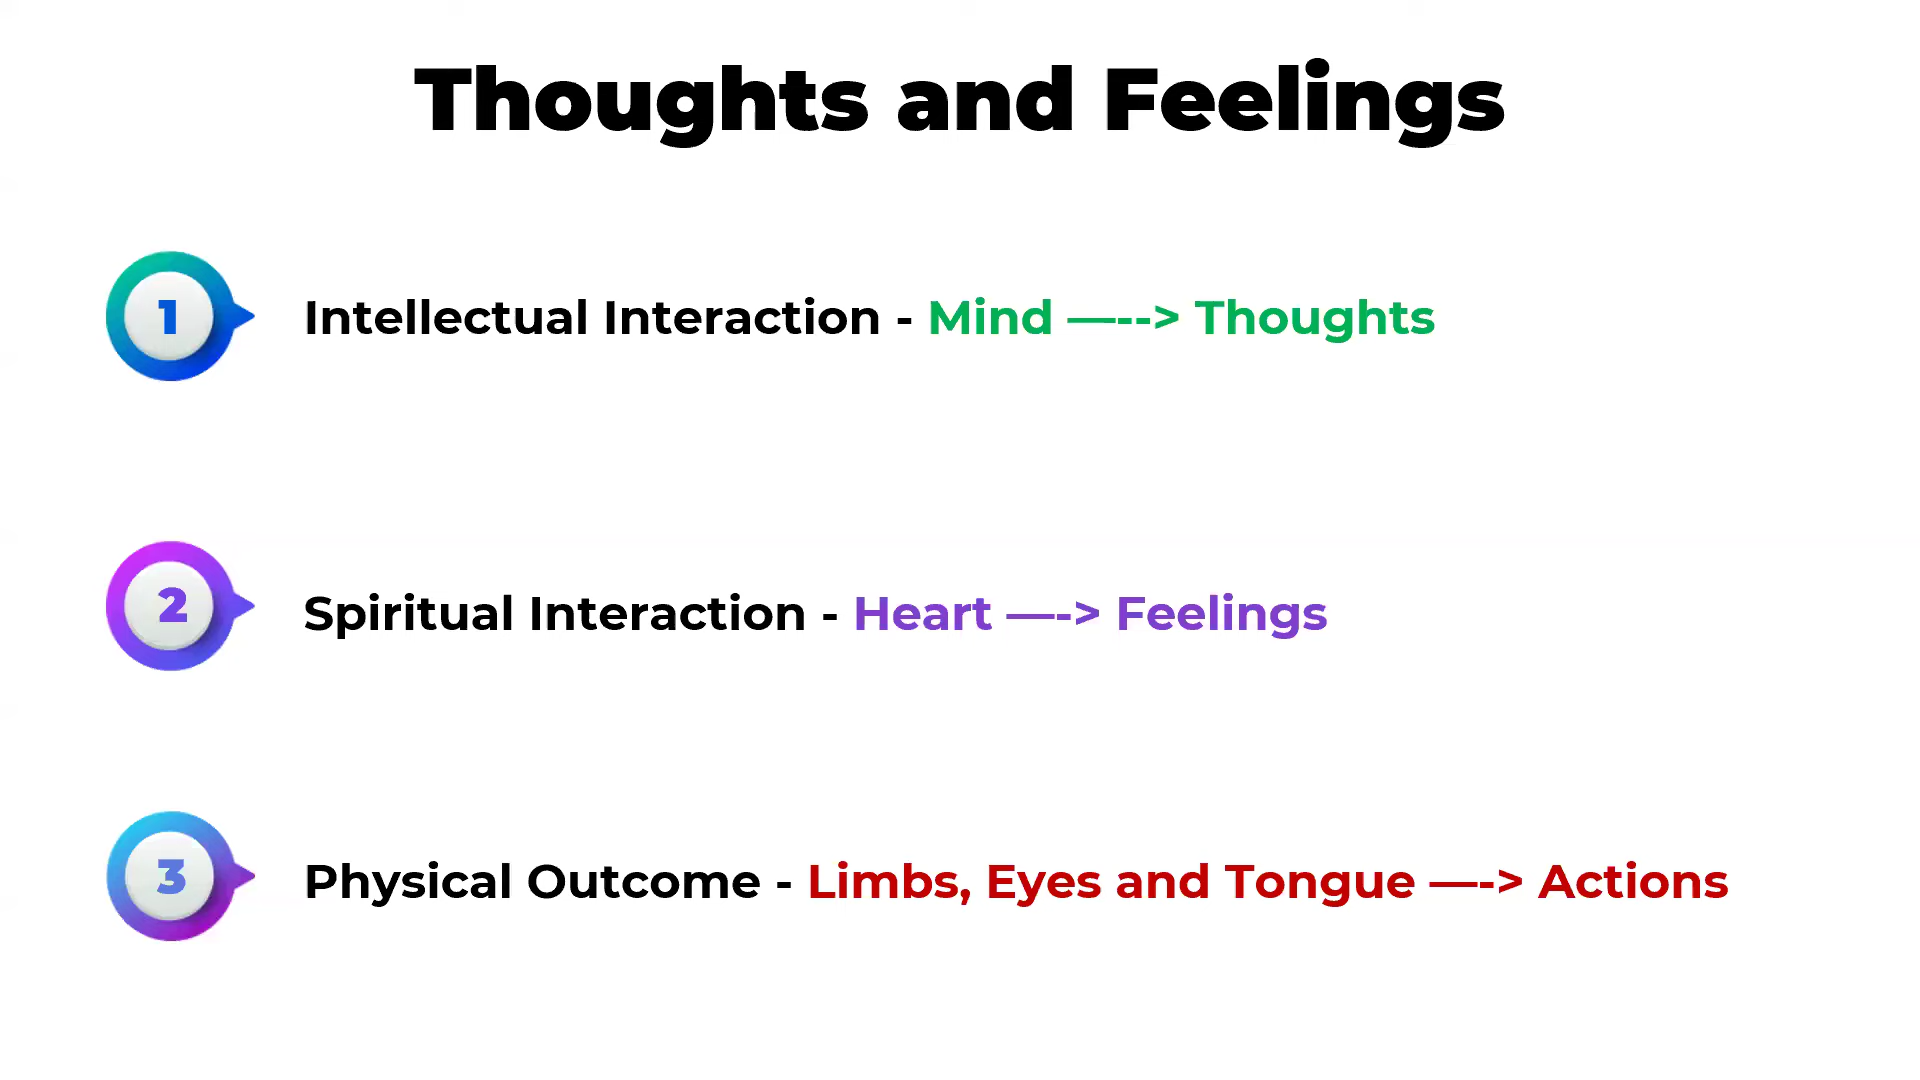 Thoughts and Feelings
1 Intellectual Interaction - Mind —--> Thoughts
2 Spiritual Interaction - Heart —-> Feelings
3 Physical Outcome - Limbs, Eyes and Tongue —-> Actions